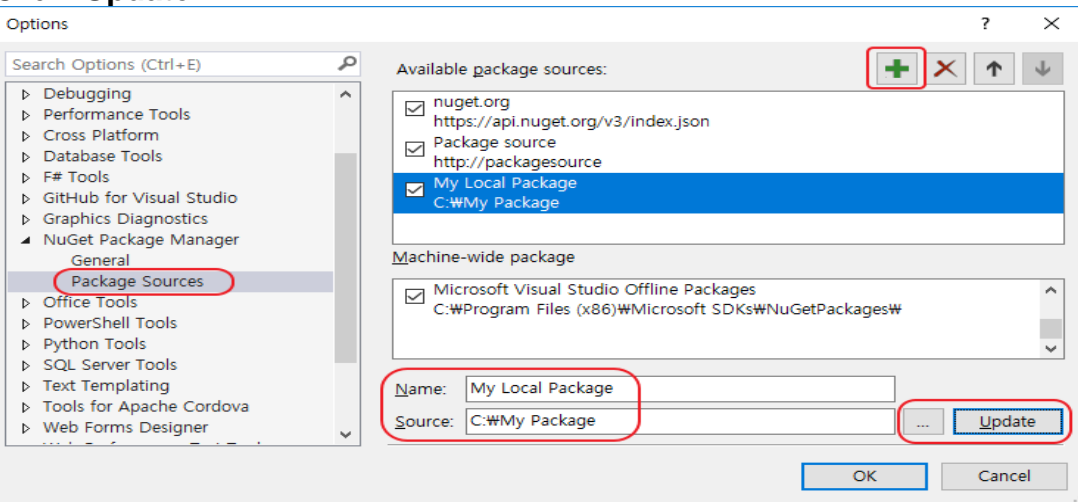 Options
?
Search Options (Ctrl+E)
Debugging
Performance Tools
Cross Platform
Database Tools
F# Tools
GitHub for Visual Studio
Graphics Diagnostics
NuGet Package Manager
General
Package Sources
Office Tools
PowerShell Tools
Python Tools
SQL Server Tools
Text Templating
Tools for Apache Cordova
Web Forms Designer
Available package sources:
nuget.org
https://api.nuget.org/v3/index.json
Package source
http://packagesource
My Local Package
C:₩My Package
Machine-wide package
Microsoft Visual Studio Offline Packages
C:₩Program Files (x86)₩Microsoft SDKs₩NuGetPackages₩
Name: My Local Package
Source: C:₩My Package
... Update
OK Cancel